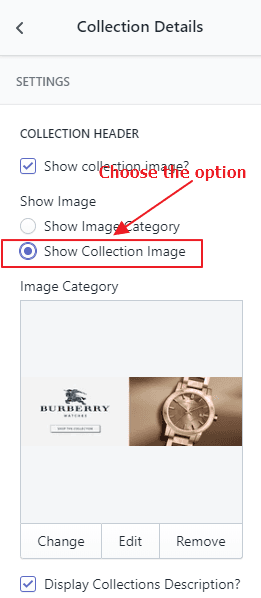 Collection Details
SETTINGS
COLLECTION HEADER
Show collection image?
Choose the option
Show Image
Show Image Category
Show Collection Image
Image Category
BURBERRY
WATCHES
SHOP THE COLLECTION
Change Edit Remove
Display Collections Description?